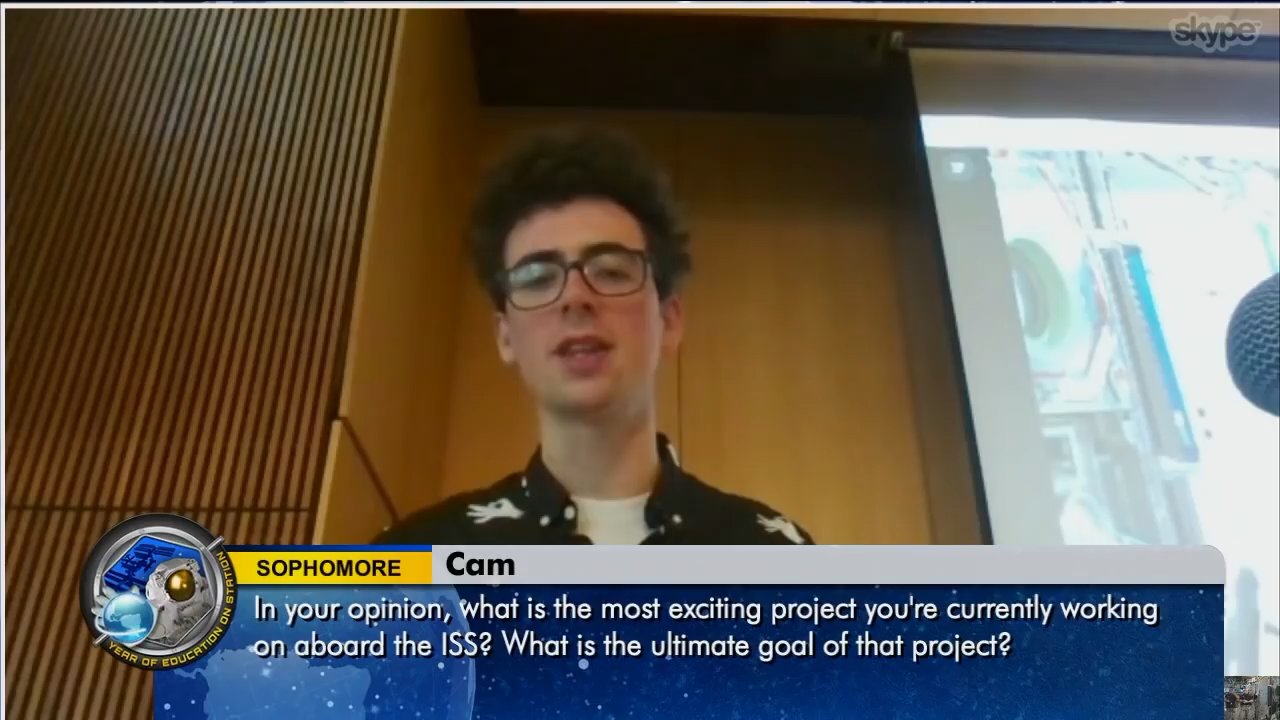 skype
SOPHOMORE
Cam
In your opinion, what is the most exciting project you're currently working
on aboard the ISS? What is the ultimate goal of that project?
YEAR OF EDUCATION ON STATION